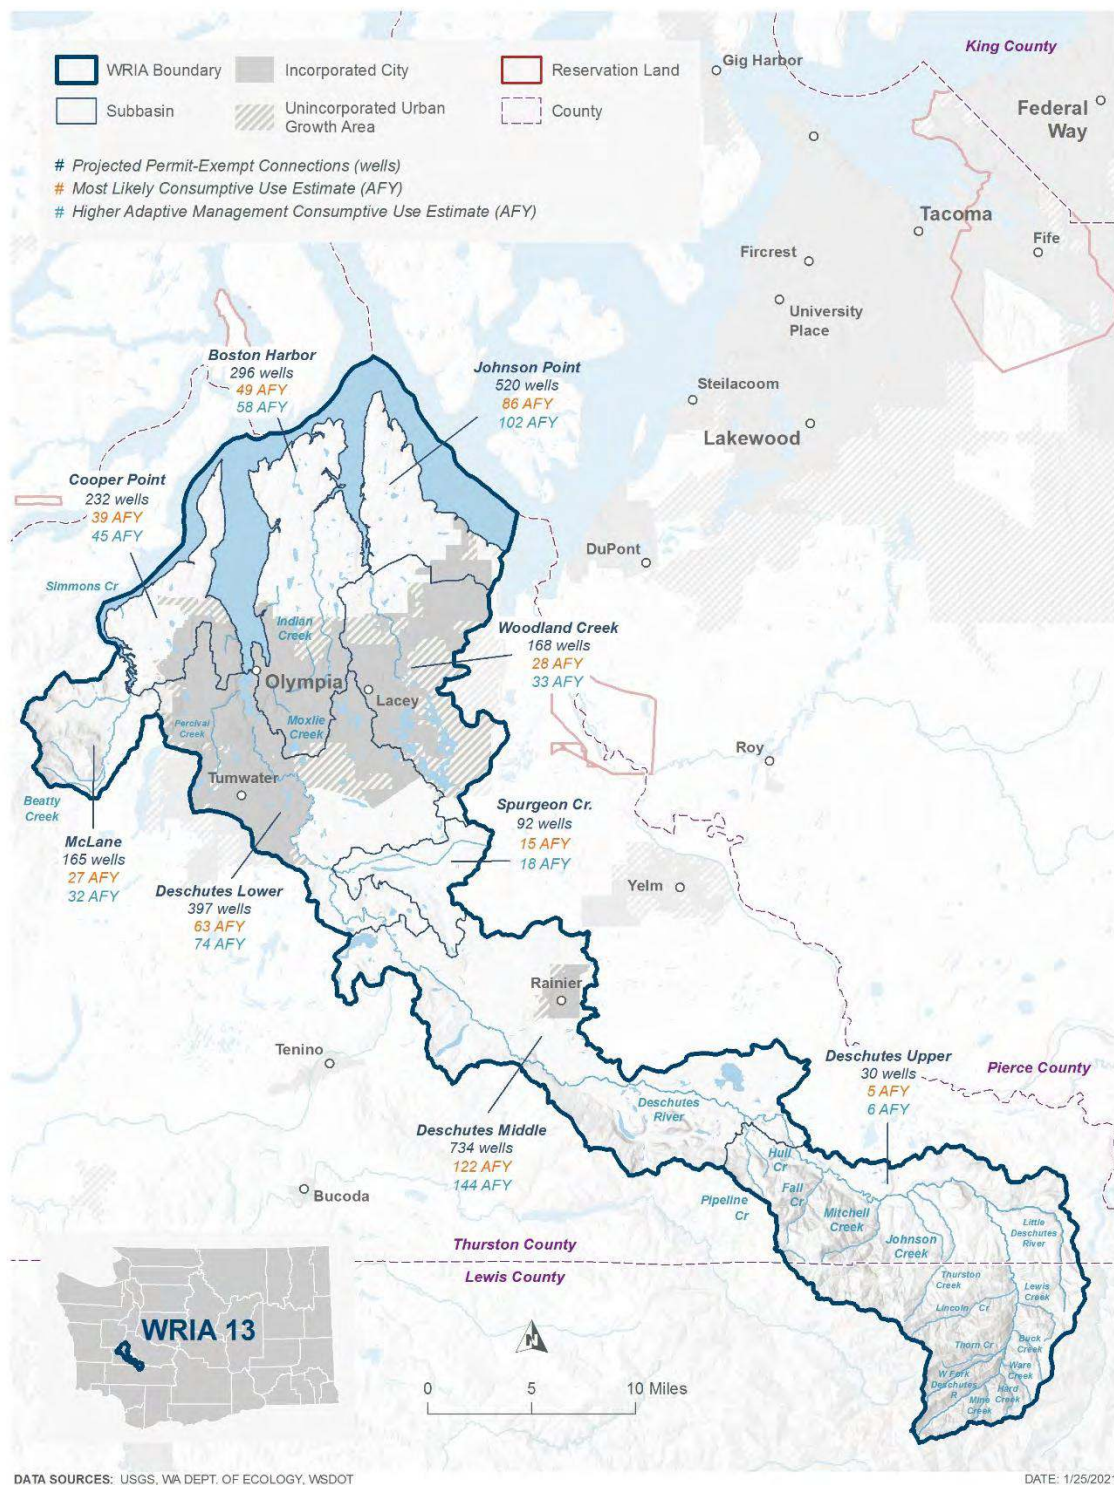 WRIA Boundary
Incorporated City
Reservation Land
Subbasin
Unincorporated Urban
Growth Area
County
# Projected Permit-Exempt Connections (wells)
# Most Likely Consumptive Use Estimate (AFY)
# Higher Adaptive Management Consumptive Use Estimate (AFY)
King County
Gig Harbor
Federal
Way
Tacoma
Fife
Fircrest
University
Place
Steilacoom
Lakewood
Boston Harbor
296 wells
49 AFY
58 AFY
Johnson Point
520 wells
86 AFY
102 AFY
Cooper Point
232 wells
39 AFY
45 AFY
DuPont
Simmons Cr
Indian
Creek
Woodland Creek
168 wells
28 AFY
33 AFY
Olympia
Lacey
Percival
Creek
Moxlie
Creek
Roy
Tumwater
Beatty
Creek
Spurgeon Cr.
92 wells
15 AFY
18 AFY
McLane
165 wells
27 AFY
32 AFY
Deschutes Lower
397 wells
63 AFY
74 AFY
Yelm
Rainier
Tenino
Deschutes Upper
30 wells
5 AFY
6 AFY
Pierce County
Deschutes
River
Deschutes Middle
734 wells
122 AFY
144 AFY
Bucoda
Hull
Cr
Fall
Cr
Pipeline
Cr
Mitchell
Creek
Johnson
Creek
Little
Deschutes
River
Thurston County
Lewis County
Thurston
Creek
Lewis
Creek
Lincoln Cr
Thorn Cr
Buck
Creek
Ware
Creek
W Fork
Deschutes
R
Hard
Creek
Mine
Creek
WRIA 13
N
0 5 10 Miles
DATA SOURCES: USGS, WA DEPT. OF ECOLOGY, WSDOT
DATE: 1/25/2021